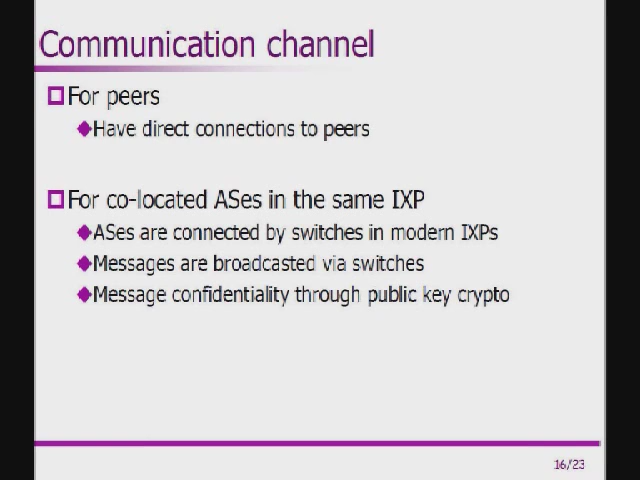 Communication channel
For peers
Have direct connections to peers
For co-located ASes in the same IXP
ASes are connected by switches in modern IXPs
Messages are broadcasted via switches
Message confidentiality through public key crypto
16/23